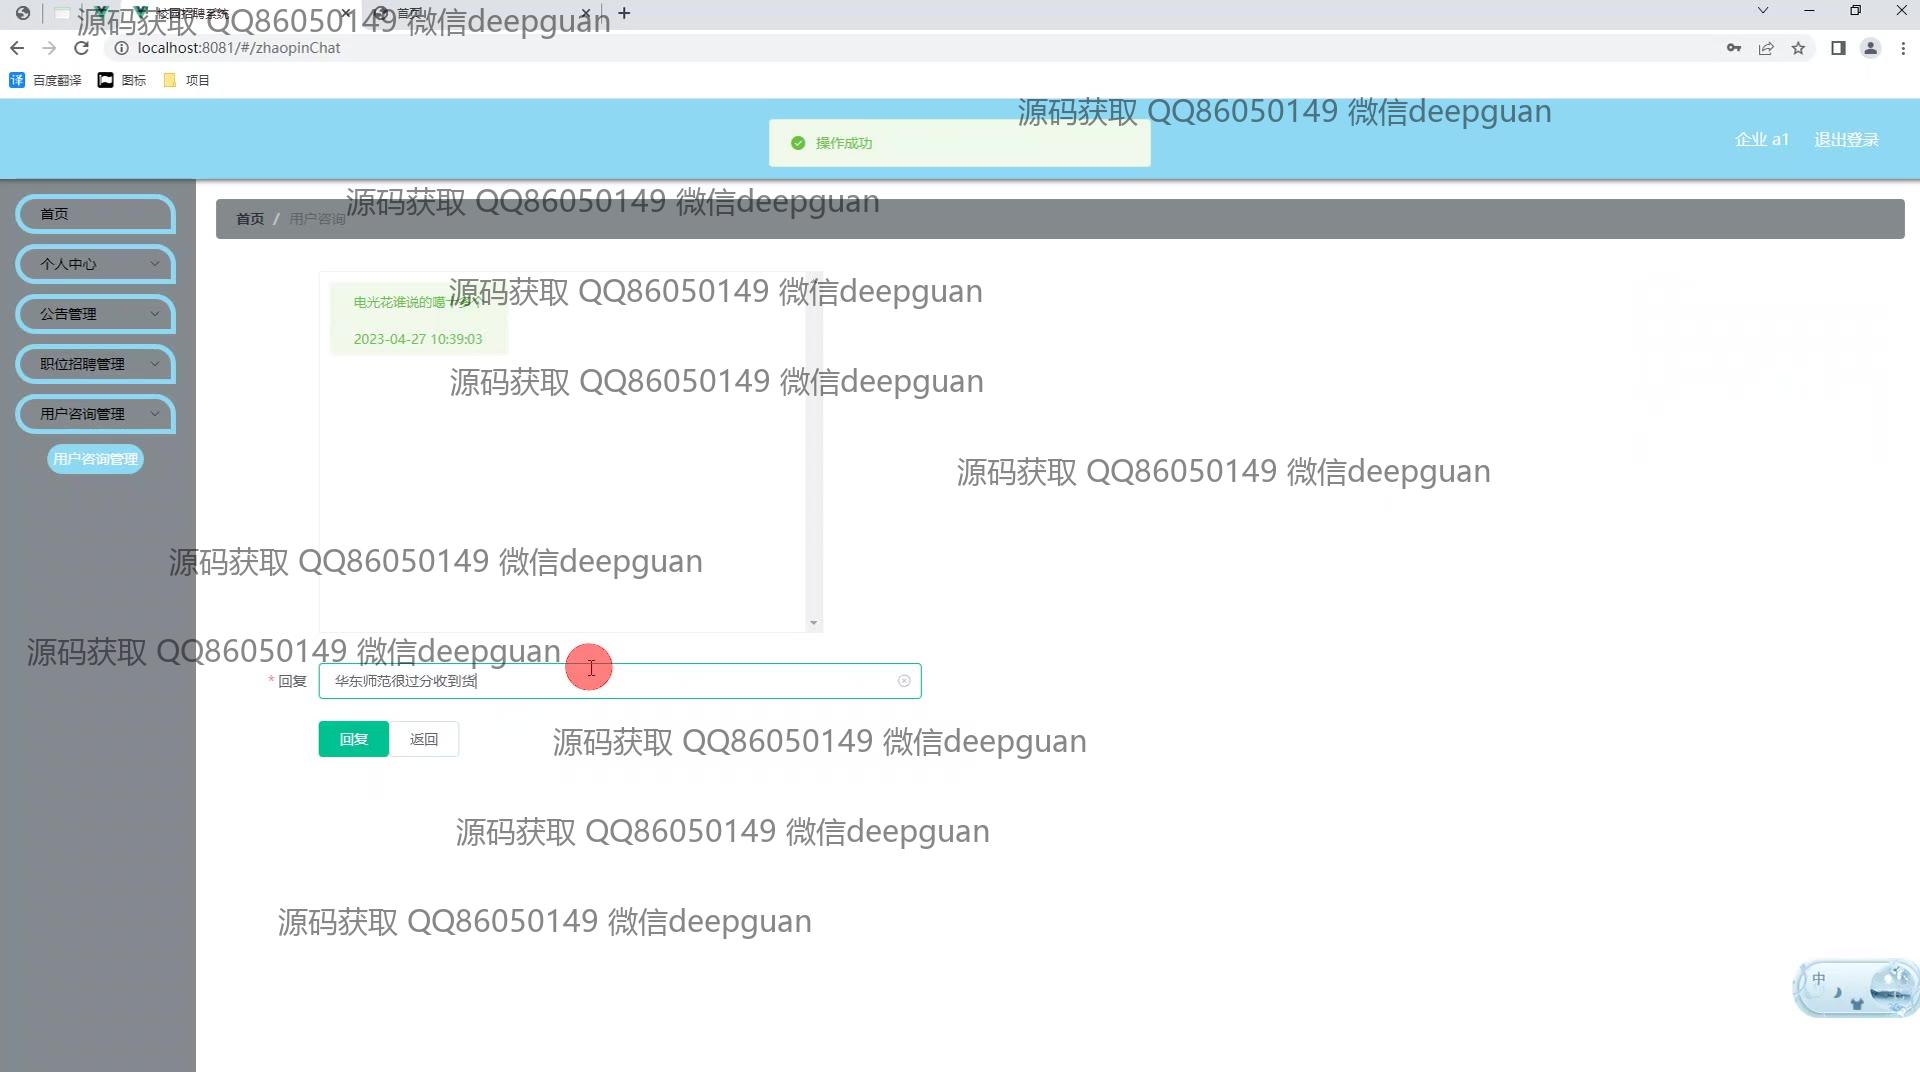 校园招聘系统
首页
源码获取 QQ86050149 微信deepguan
localhost:8081/#/zhaopinChat
百度翻译
图标
项目
源码获取 QQ86050149 微信deepguan
操作成功
企业 a1
退出登录
源码获取 QQ86050149 微信deepguan
首页 / 用户咨询
首页
个人中心
公告管理
职位招聘管理
用户咨询管理
用户咨询管理
源码获取 QQ86050149 微信deepguan
电光花谁说的喵
2023-04-27 10:39:03
源码获取 QQ86050149 微信deepguan
源码获取 QQ86050149 微信deepguan
源码获取 QQ86050149 微信deepguan
源码获取 QQ86050149 微信deepguan
* 回复
华东师范很过分收到货
回复
返回
源码获取 QQ86050149 微信deepguan
源码获取 QQ86050149 微信deepguan
源码获取 QQ86050149 微信deepguan
中